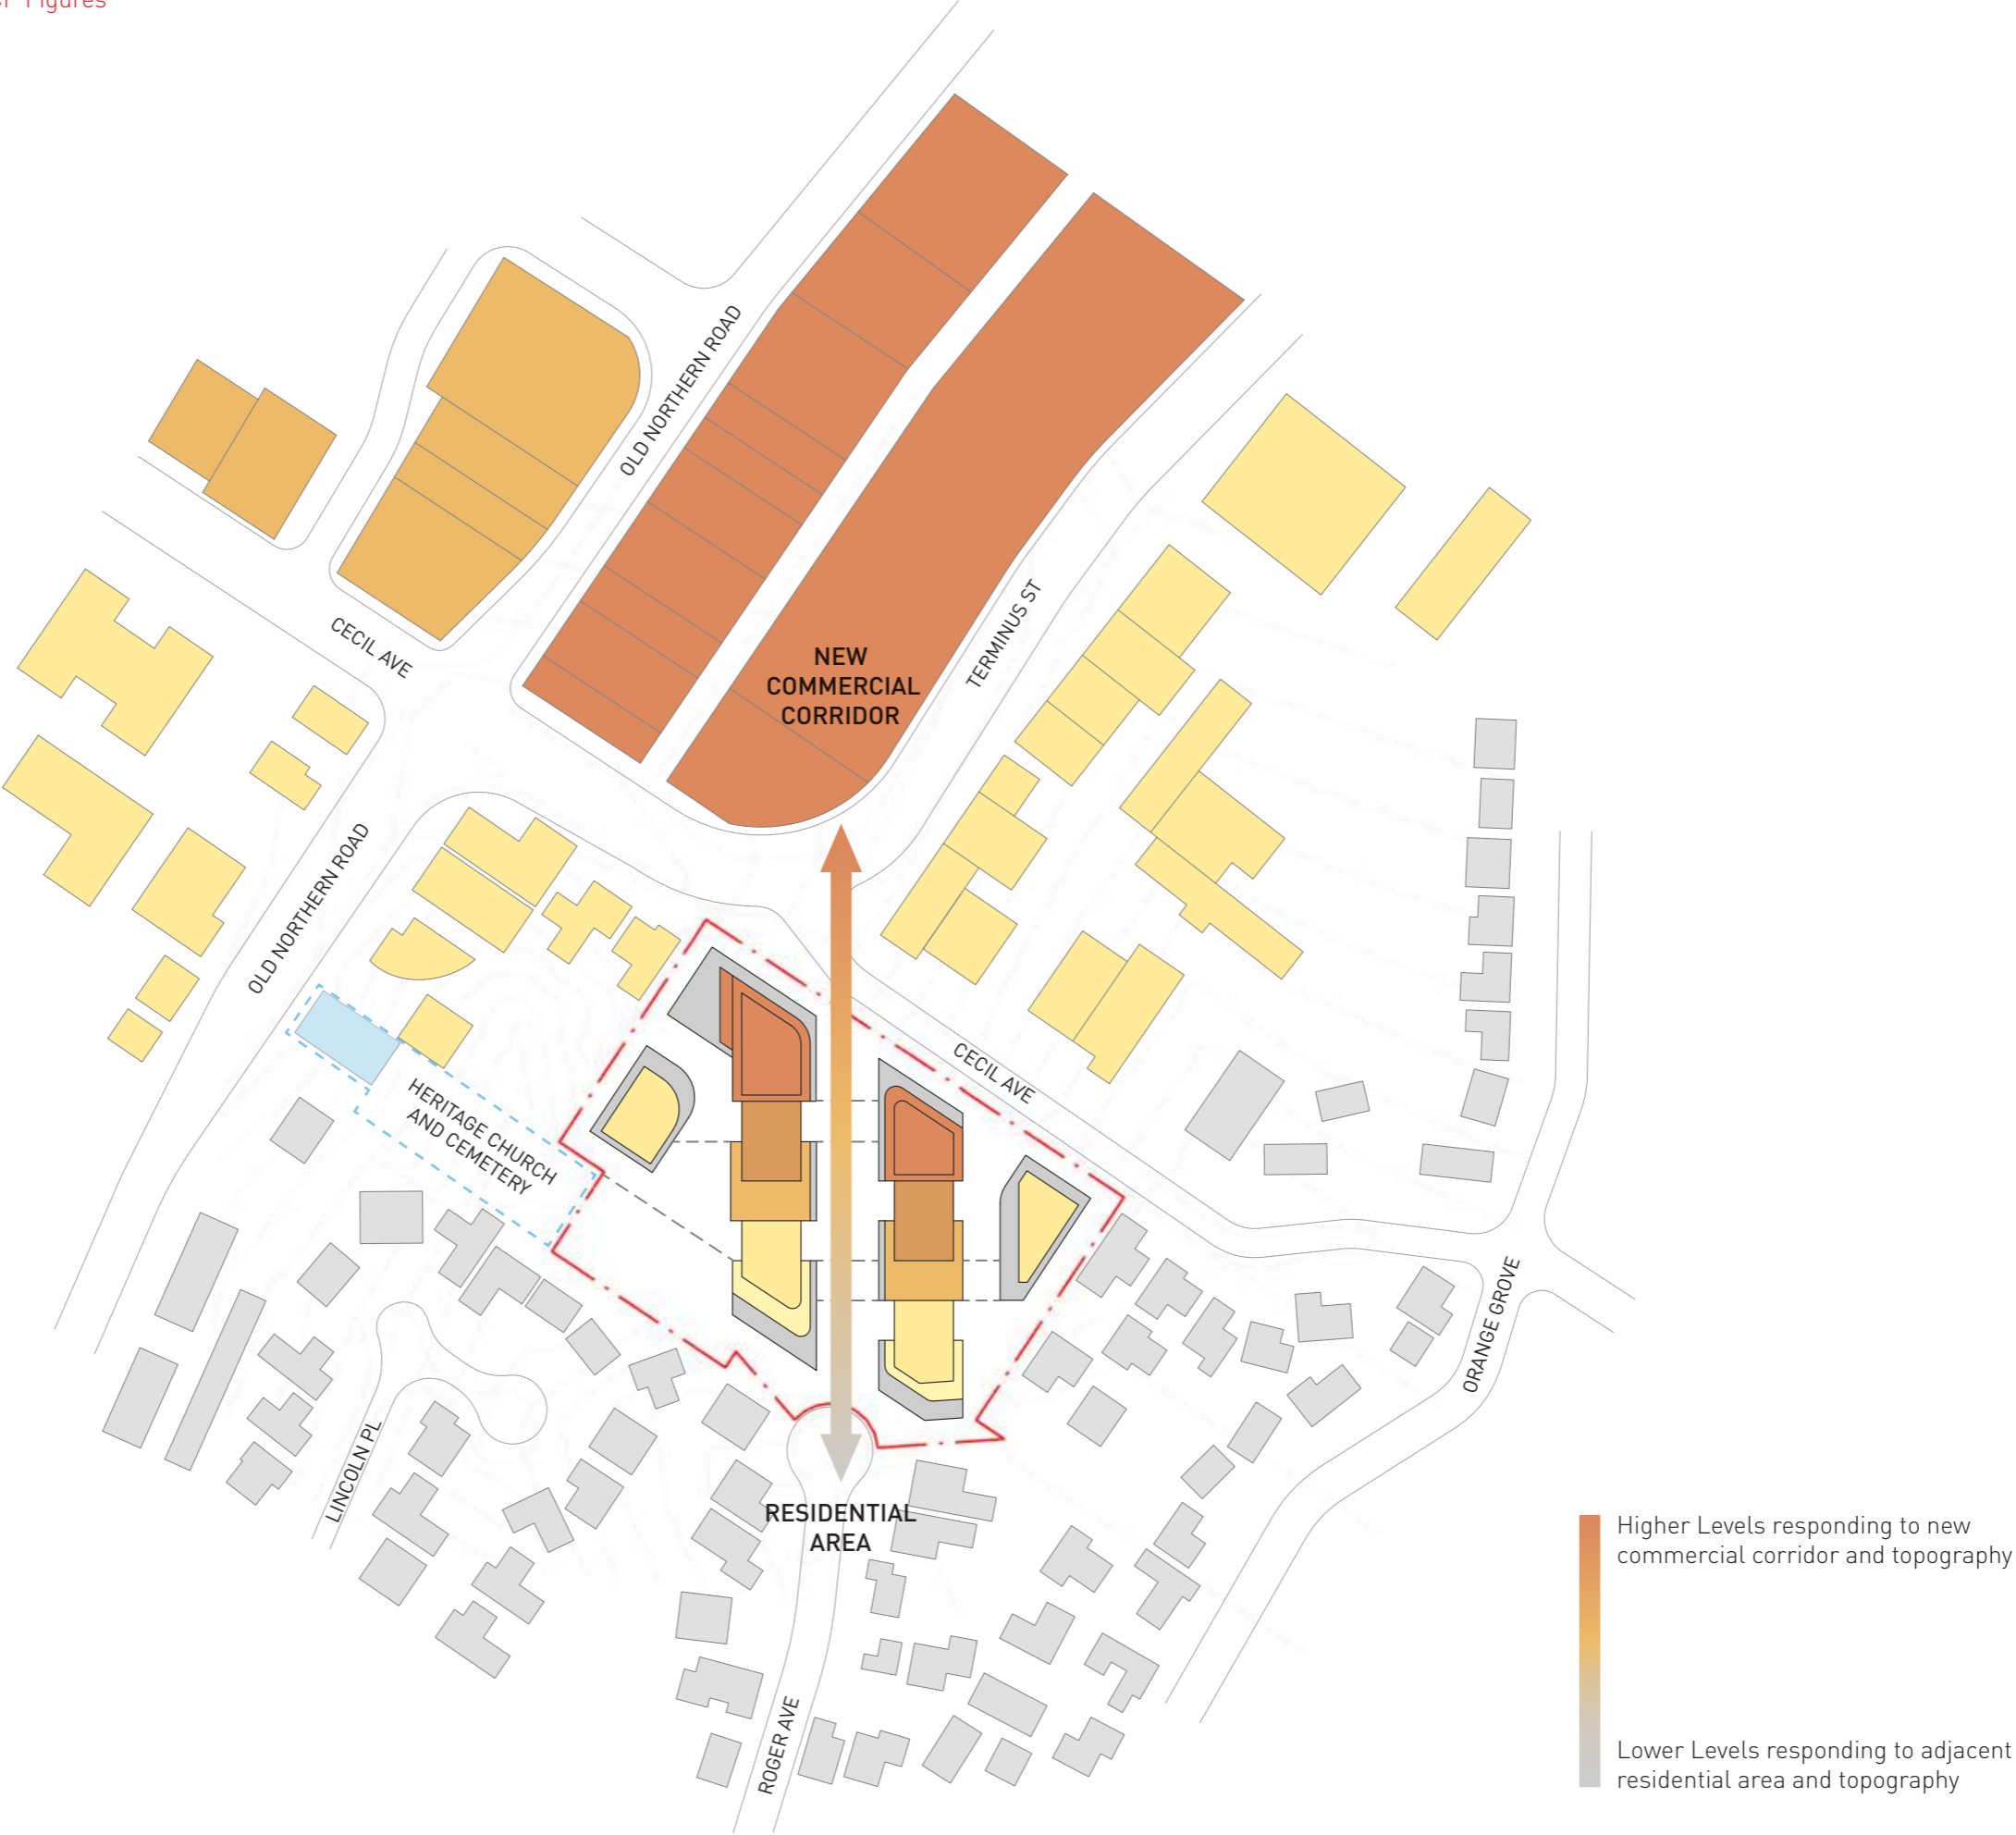 Figures
OLD NORTHERN ROAD
CECIL AVE
NEW
COMMERCIAL
CORRIDOR
TERMINUS ST
OLD NORTHERN ROAD
HERITAGE CHURCH
AND CEMETERY
CECIL AVE
ORANGE GROVE
LINCOLN PL
RESIDENTIAL
AREA
ROGER AVE
Higher Levels responding to new
commercial corridor and topography
Lower Levels responding to adjacent
residential area and topography